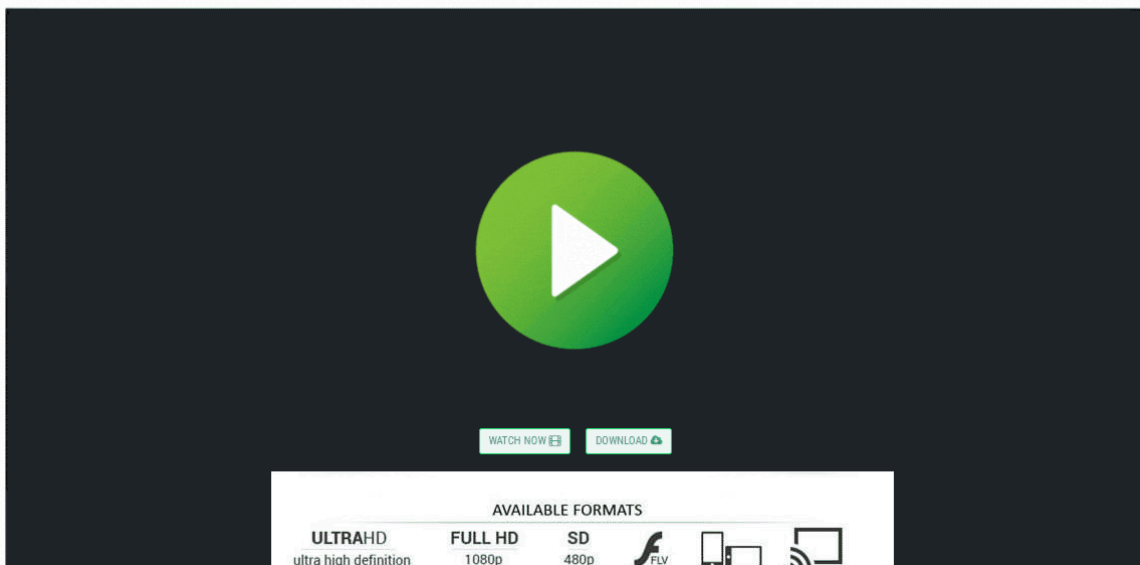 WATCH NOW
DOWNLOAD
AVAILABLE FORMATS
ULTRAHD FULL HD SD
ultra high definition 1080p 480p FLV